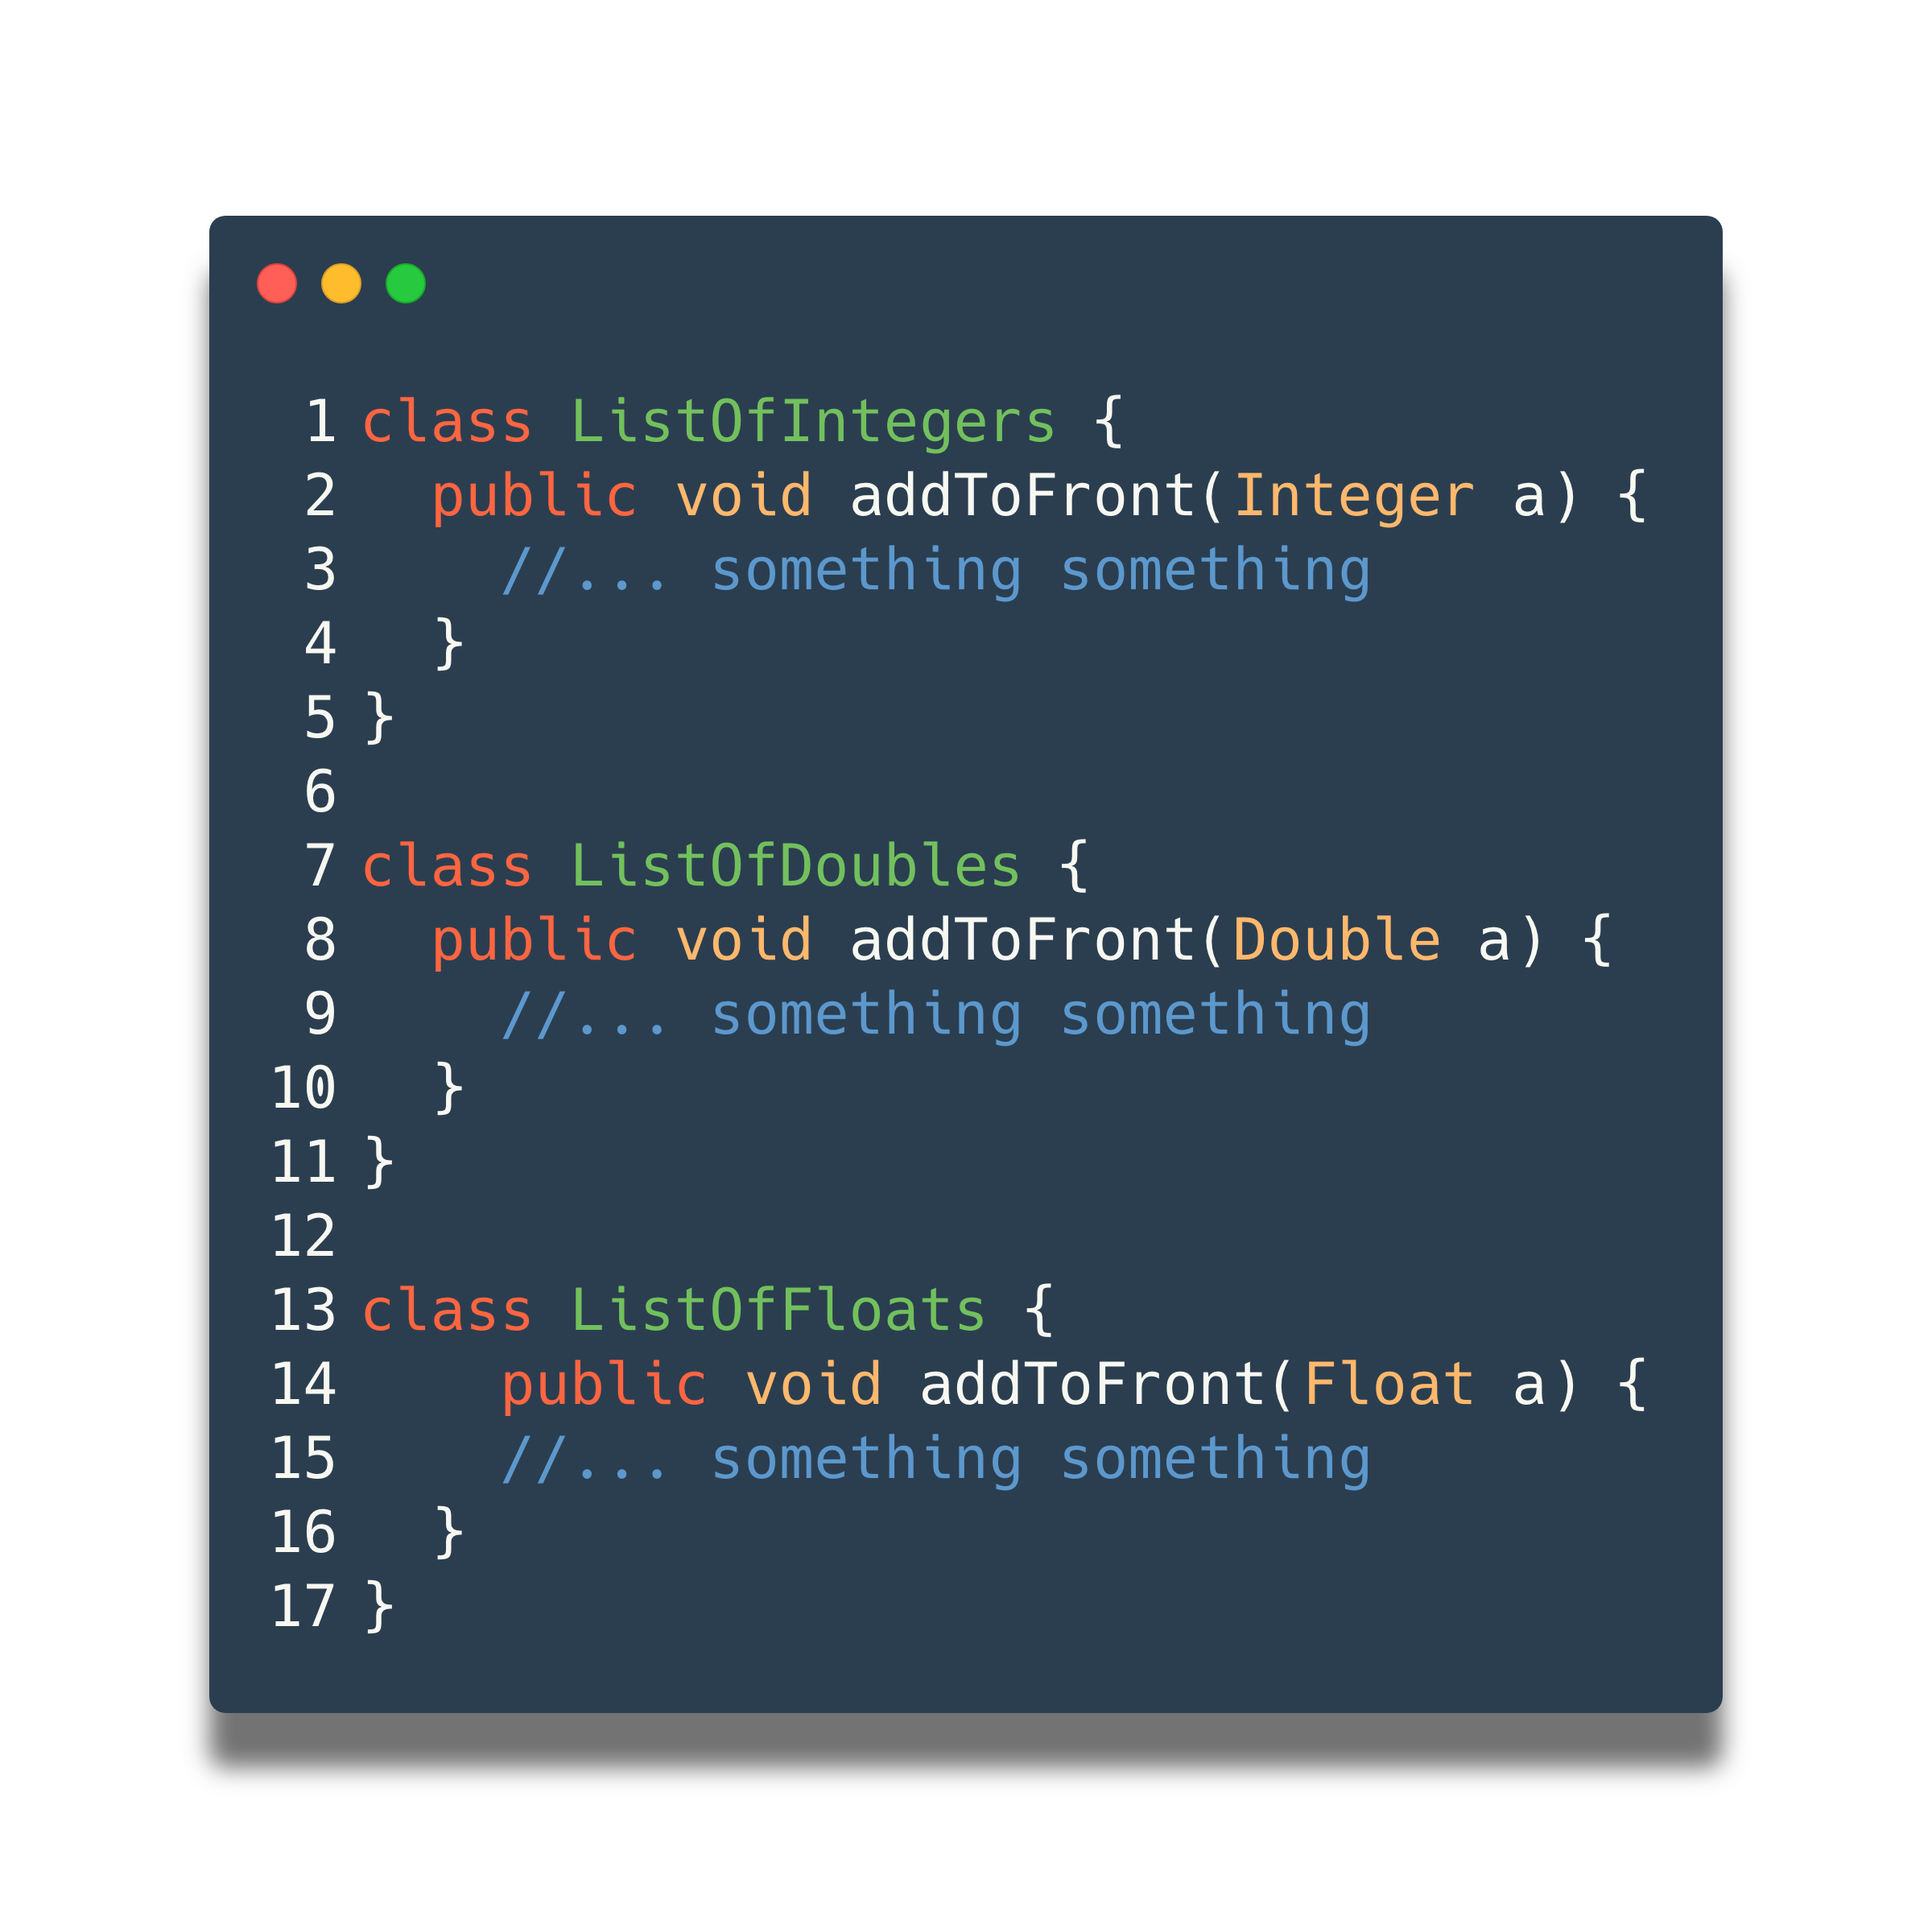 1 class ListOfIntegers {
2   public void addToFront(Integer a) {
3     //... something something
4   }
5 }
6
7 class ListOfDoubles {
8   public void addToFront(Double a) {
9     //... something something
10   }
11 }
12
13 class ListOfFloats {
14     public void addToFront(Float a) {
15     //... something something
16   }
17 }